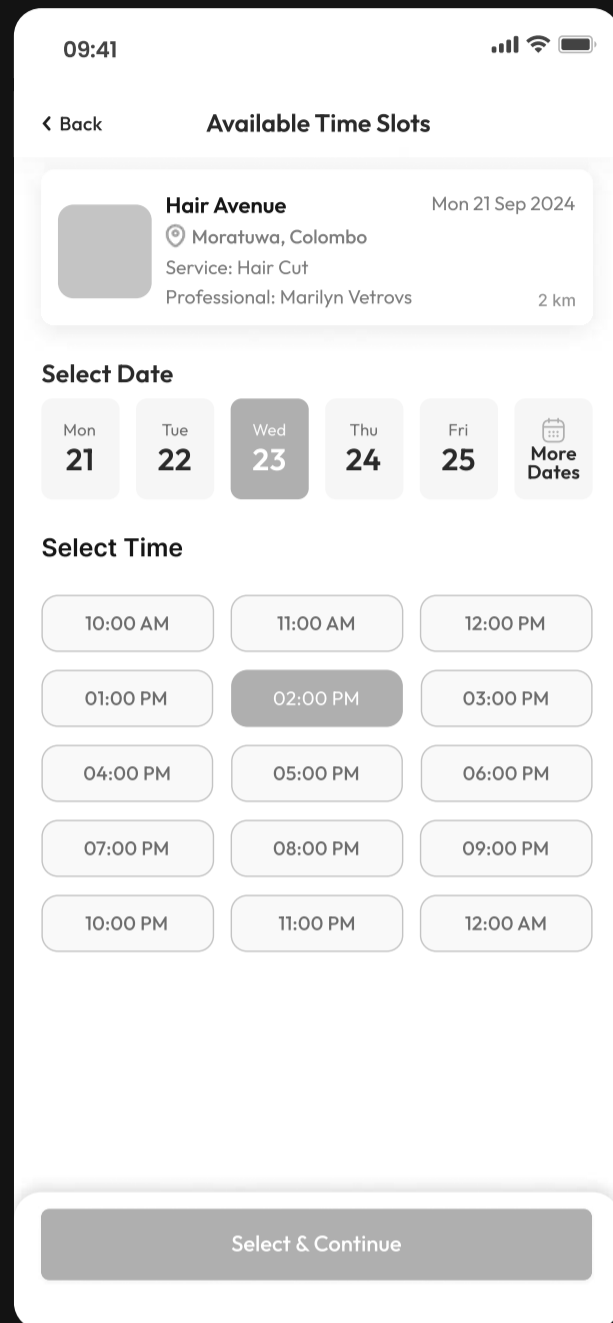 09:41
Back
Available Time Slots
Hair Avenue
Mon 21 Sep 2024
Moratuwa, Colombo
Service: Hair Cut
Professional: Marilyn Vetrovs
2 km
Select Date
Mon Tue Wed Thu Fri
21 22 23 24 25
More
Dates
Select Time
10:00 AM 11:00 AM 12:00 PM
01:00 PM 02:00 PM 03:00 PM
04:00 PM 05:00 PM 06:00 PM
07:00 PM 08:00 PM 09:00 PM
10:00 PM 11:00 PM 12:00 AM
Select & Continue